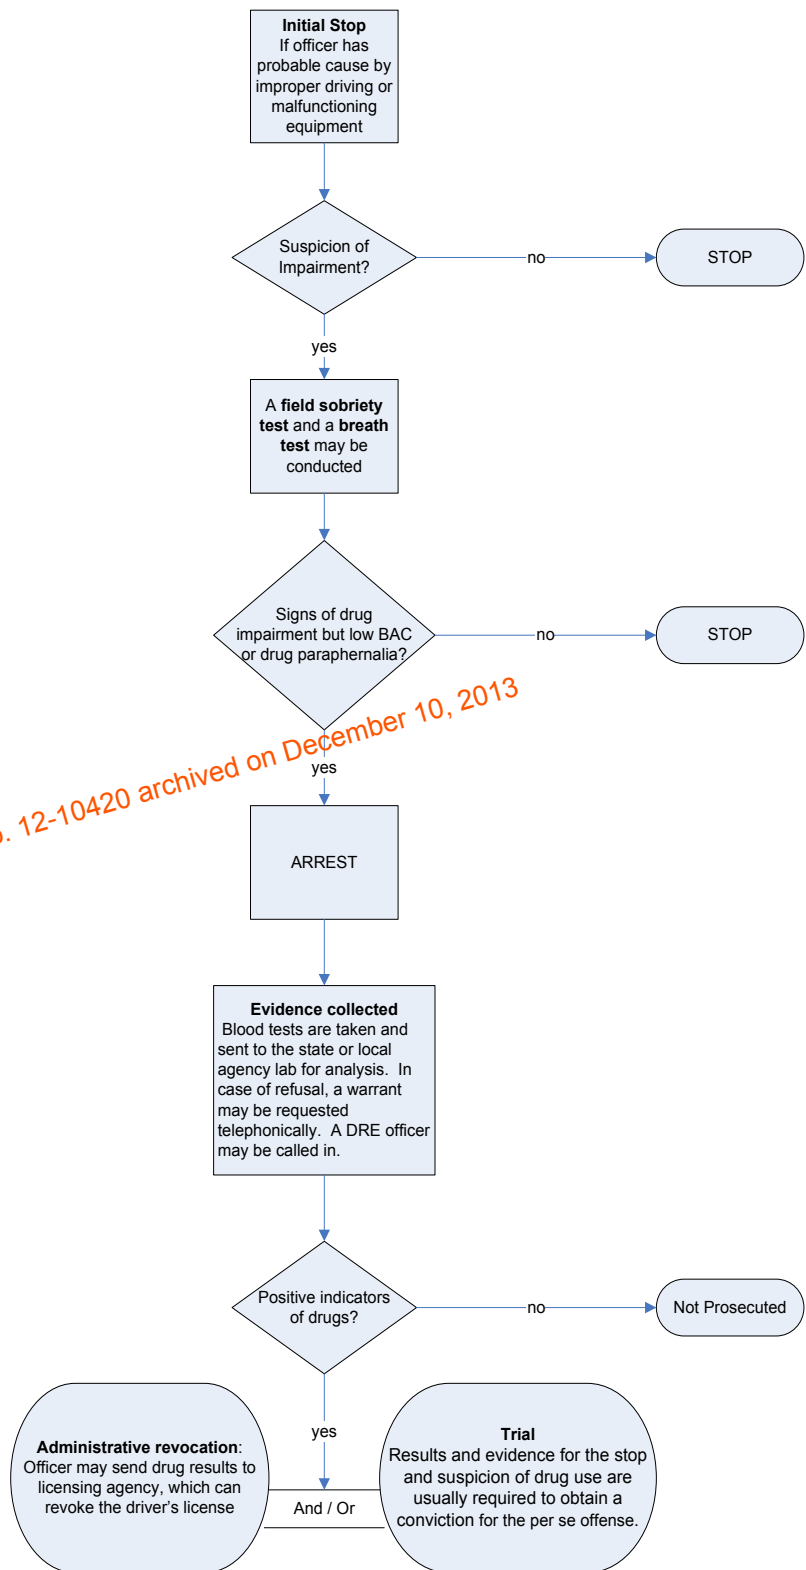 Initial Stop
If officer has
probable cause by
improper driving or
malfunctioning
equipment
Suspicion of
Impairment?
no
STOP
yes
A field sobriety
test and a breath
test may be
conducted
Signs of drug
impairment but low BAC
or drug paraphernalia?
no
STOP
12-10420 archived on December 10, 2013
yes
ARREST
Evidence collected
Blood tests are taken and
sent to the state or local
agency lab for analysis. In
case of refusal, a warrant
may be requested
telephonically. A DRE officer
may be called in.
Positive indicators
of drugs?
no
Not Prosecuted
yes
Administrative revocation:
Officer may send drug results to
licensing agency, which can
revoke the driver's license
And / Or
Trial
Results and evidence for the stop
and suspicion of drug use are
usually required to obtain a
conviction for the per se offense.